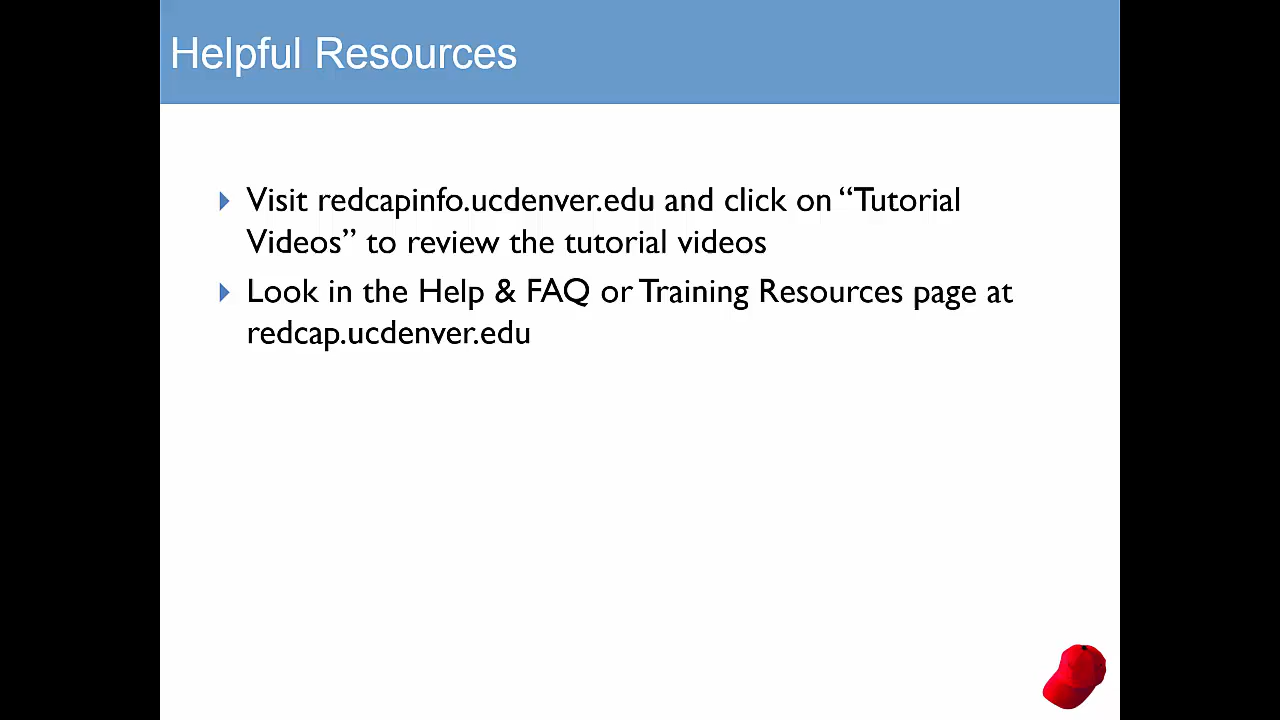 Helpful Resources
Visit redcapinfo.ucdenver.edu and click on “Tutorial
Videos” to review the tutorial videos
Look in the Help & FAQ or Training Resources page at
redcap.ucdenver.edu